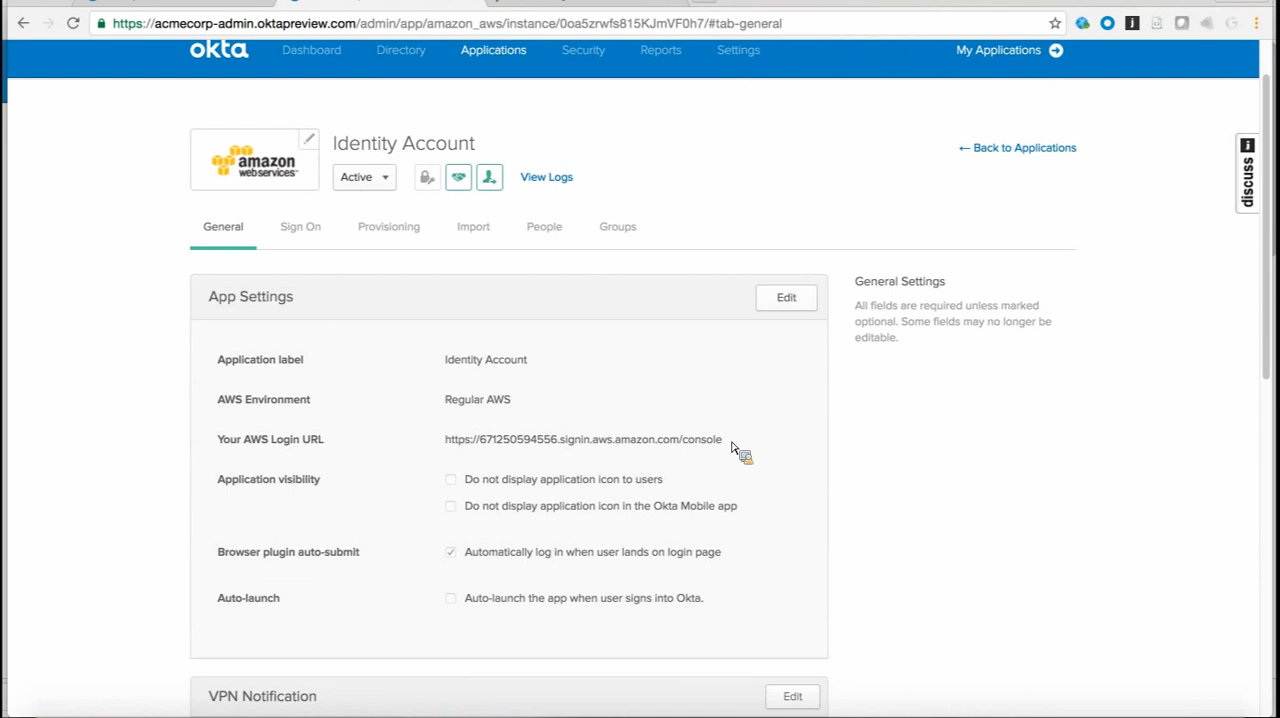 https://acmecorp-admin.oktapreview.com/admin/app/amazon_aws/instance/0oa5zrwfs815KJmVF0h7/#tab-general
okta Dashboard Directory Applications Security Reports Settings My Applications
amazon
webservices™
Identity Account
← Back to Applications
Active View Logs
discuss
General Sign On Provisioning Import People Groups
App Settings Edit
General Settings
All fields are required unless marked
optional. Some fields may no longer be
editable.
Application label Identity Account
AWS Environment Regular AWS
Your AWS Login URL https://671250594556.signin.aws.amazon.com/console
Application visibility Do not display application icon to users
Do not display application icon in the Okta Mobile app
Browser plugin auto-submit Automatically log in when user lands on login page
Auto-launch Auto-launch the app when user signs into Okta.
VPN Notification Edit